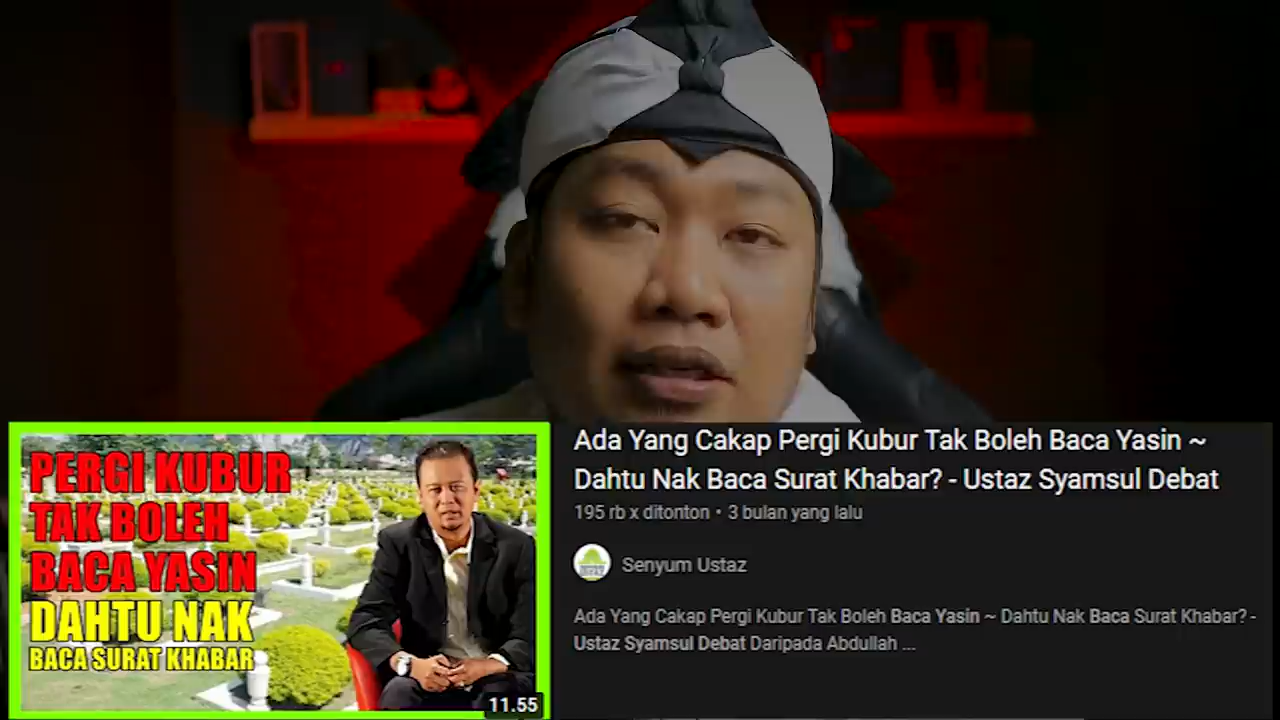 PERGI KUBUR
TAK BOLEH
BACA YASIN
DAHTU NAK
BACA SURAT KHABAR
11.55
Ada Yang Cakap Pergi Kubur Tak Boleh Baca Yasin ~
Dahtu Nak Baca Surat Khabar? - Ustaz Syamsul Debat
195 rb x ditonton • 3 bulan yang lalu
Senyum Ustaz
Ada Yang Cakap Pergi Kubur Tak Boleh Baca Yasin ~ Dahtu Nak Baca Surat Khabar? -
Ustaz Syamsul Debat Daripada Abdullah ...